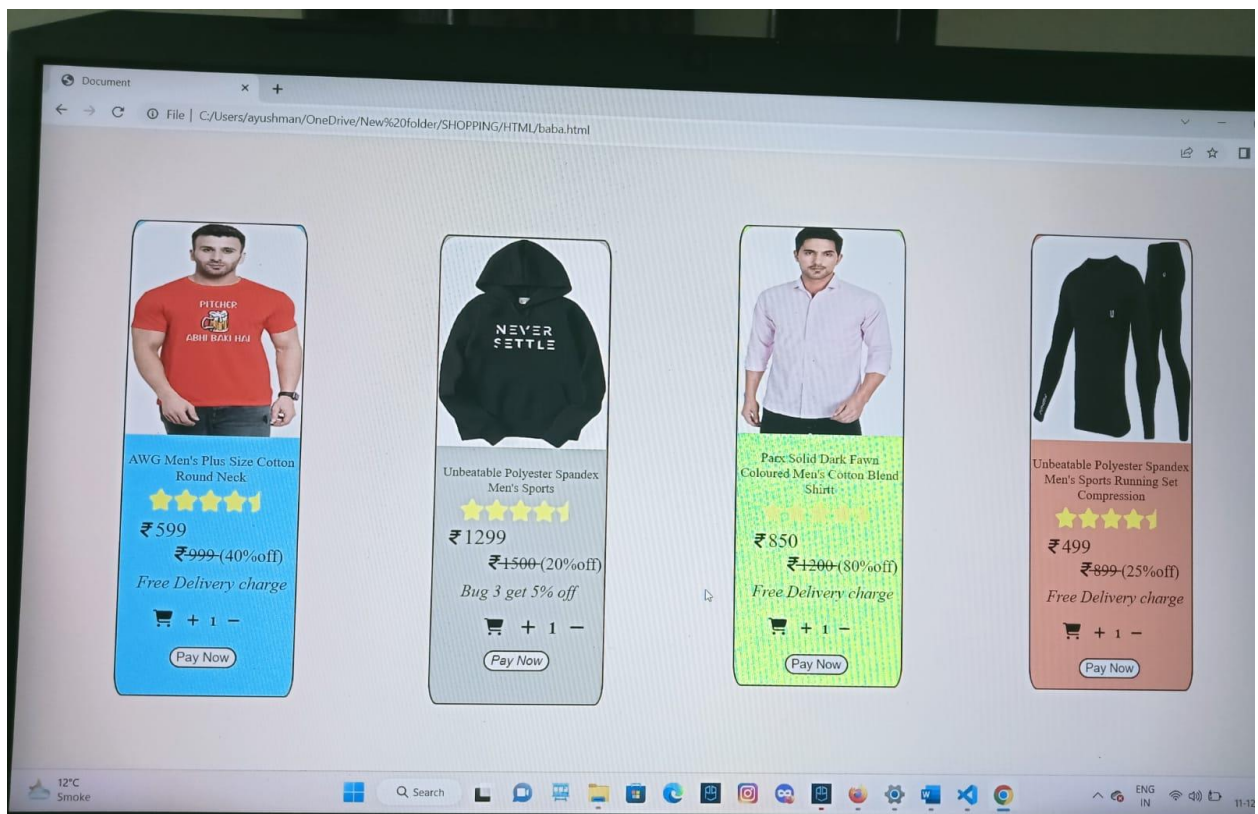 Document
File | C:/Users/ayushman/OneDrive/New%20folder/SHOPPING/HTML/baba.html
PITCHER
ABHI BAKI HAI
AWG Men's Plus Size Cotton
Round Neck
₹599
₹999 (40%off)
Free Delivery charge
+ 1 −
Pay Now
NEVER
SETTLE
Unbeatable Polyester Spandex
Men's Sports
₹1299
₹1500 (20%off)
Bug 3 get 5% off
+ 1 −
Pay Now
Parx Solid Dark Fawn
Coloured Men's Cotton Blend
Shirtt
₹850
₹1200 (80%off)
Free Delivery charge
+ 1 −
Pay Now
Unbeatable Polyester Spandex
Men's Sports Running Set
Compression
₹499
₹899 (25%off)
Free Delivery charge
+ 1 −
Pay Now
12°C
Smoke
Search
ENG
IN
11-12